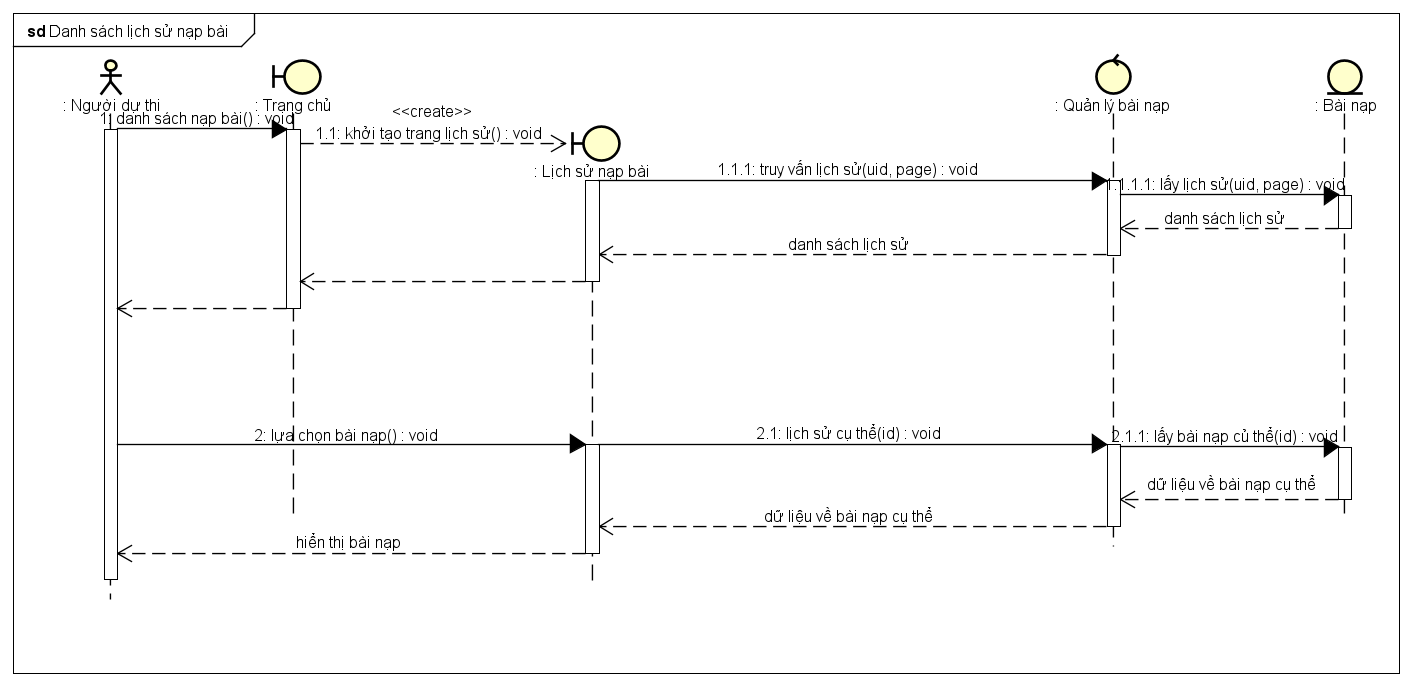 sd Danh sách lịch sử nạp bài
: Người dự thi
: Trang chủ
<<create>>
: Quản lý bài nạp
: Bài nạp
1: danh sách nạp bài() : void
1.1: khởi tạo trang lịch sử() : void
: Lịch sử nạp bài
1.1.1: truy vấn lịch sử(uid, page) : void
1.1.1.1: lấy lịch sử(uid, page) : void
danh sách lịch sử
danh sách lịch sử
2: lựa chọn bài nạp() : void
2.1: lịch sử cụ thể(id) : void
2.1.1: lấy bài nạp củ thể(id) : void
dữ liệu về bài nạp cụ thể
dữ liệu về bài nạp cụ thể
hiển thị bài nạp